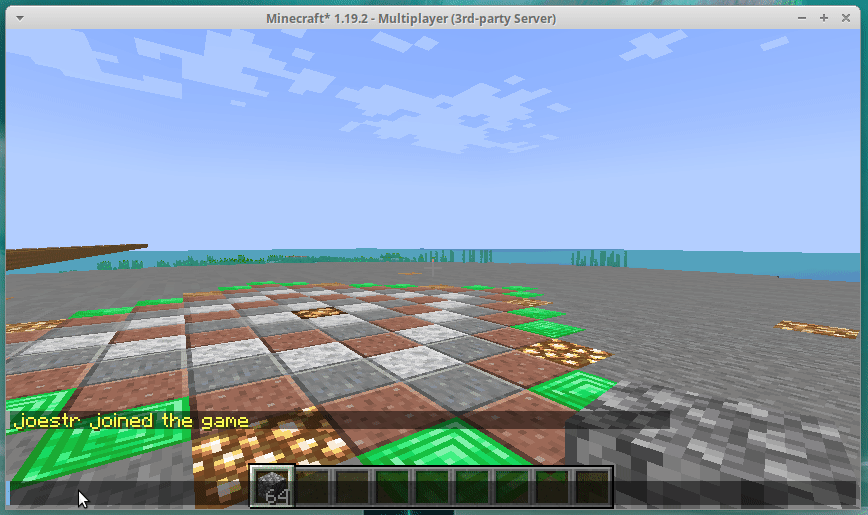 Minecraft* 1.19.2 - Multiplayer (3rd-party Server)
joestr joined the game
64